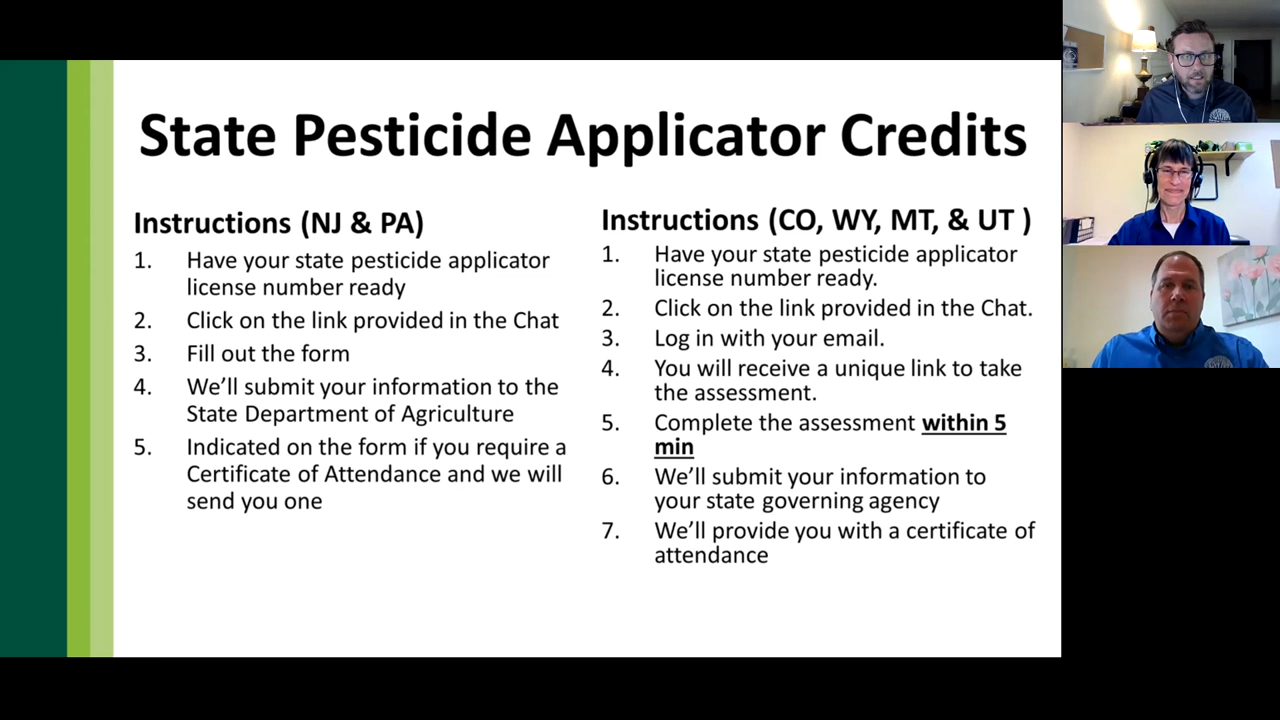 State Pesticide Applicator Credits
Instructions (NJ & PA)
1. Have your state pesticide applicator
license number ready
2. Click on the link provided in the Chat
3. Fill out the form
4. We'll submit your information to the
State Department of Agriculture
5. Indicated on the form if you require a
Certificate of Attendance and we will
send you one
Instructions (CO, WY, MT, & UT )
1. Have your state pesticide applicator
license number ready.
2. Click on the link provided in the Chat.
3. Log in with your email.
4. You will receive a unique link to take
the assessment.
5. Complete the assessment within 5
min
6. We'll submit your information to
your state governing agency
7. We'll provide you with a certificate of
attendance